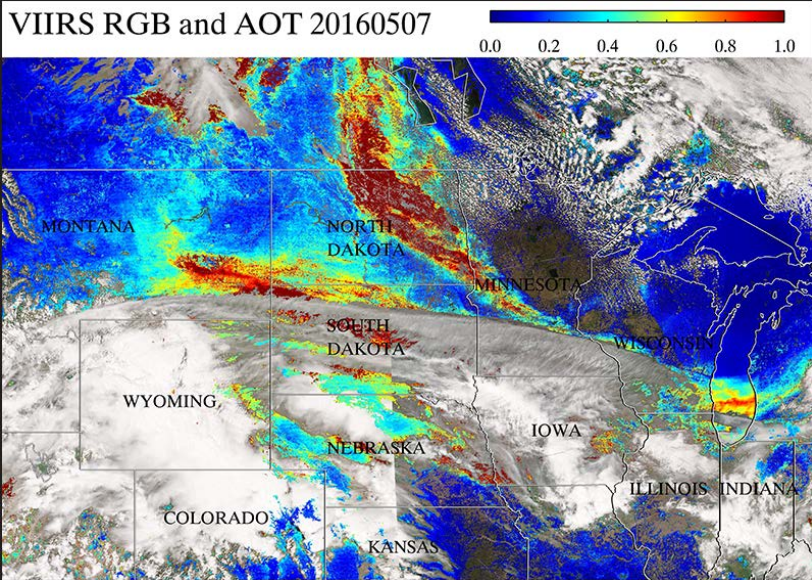 VIIRS RGB and AOT 20160507
0.0 0.2 0.4 0.6 0.8 1.0
MONTANA
NORTH
DAKOTA
MINNESOTA
SOUTH
DAKOTA
WISCONSIN
WYOMING
IOWA
NEBRASKA
ILLINOIS INDIANA
COLORADO
KANSAS